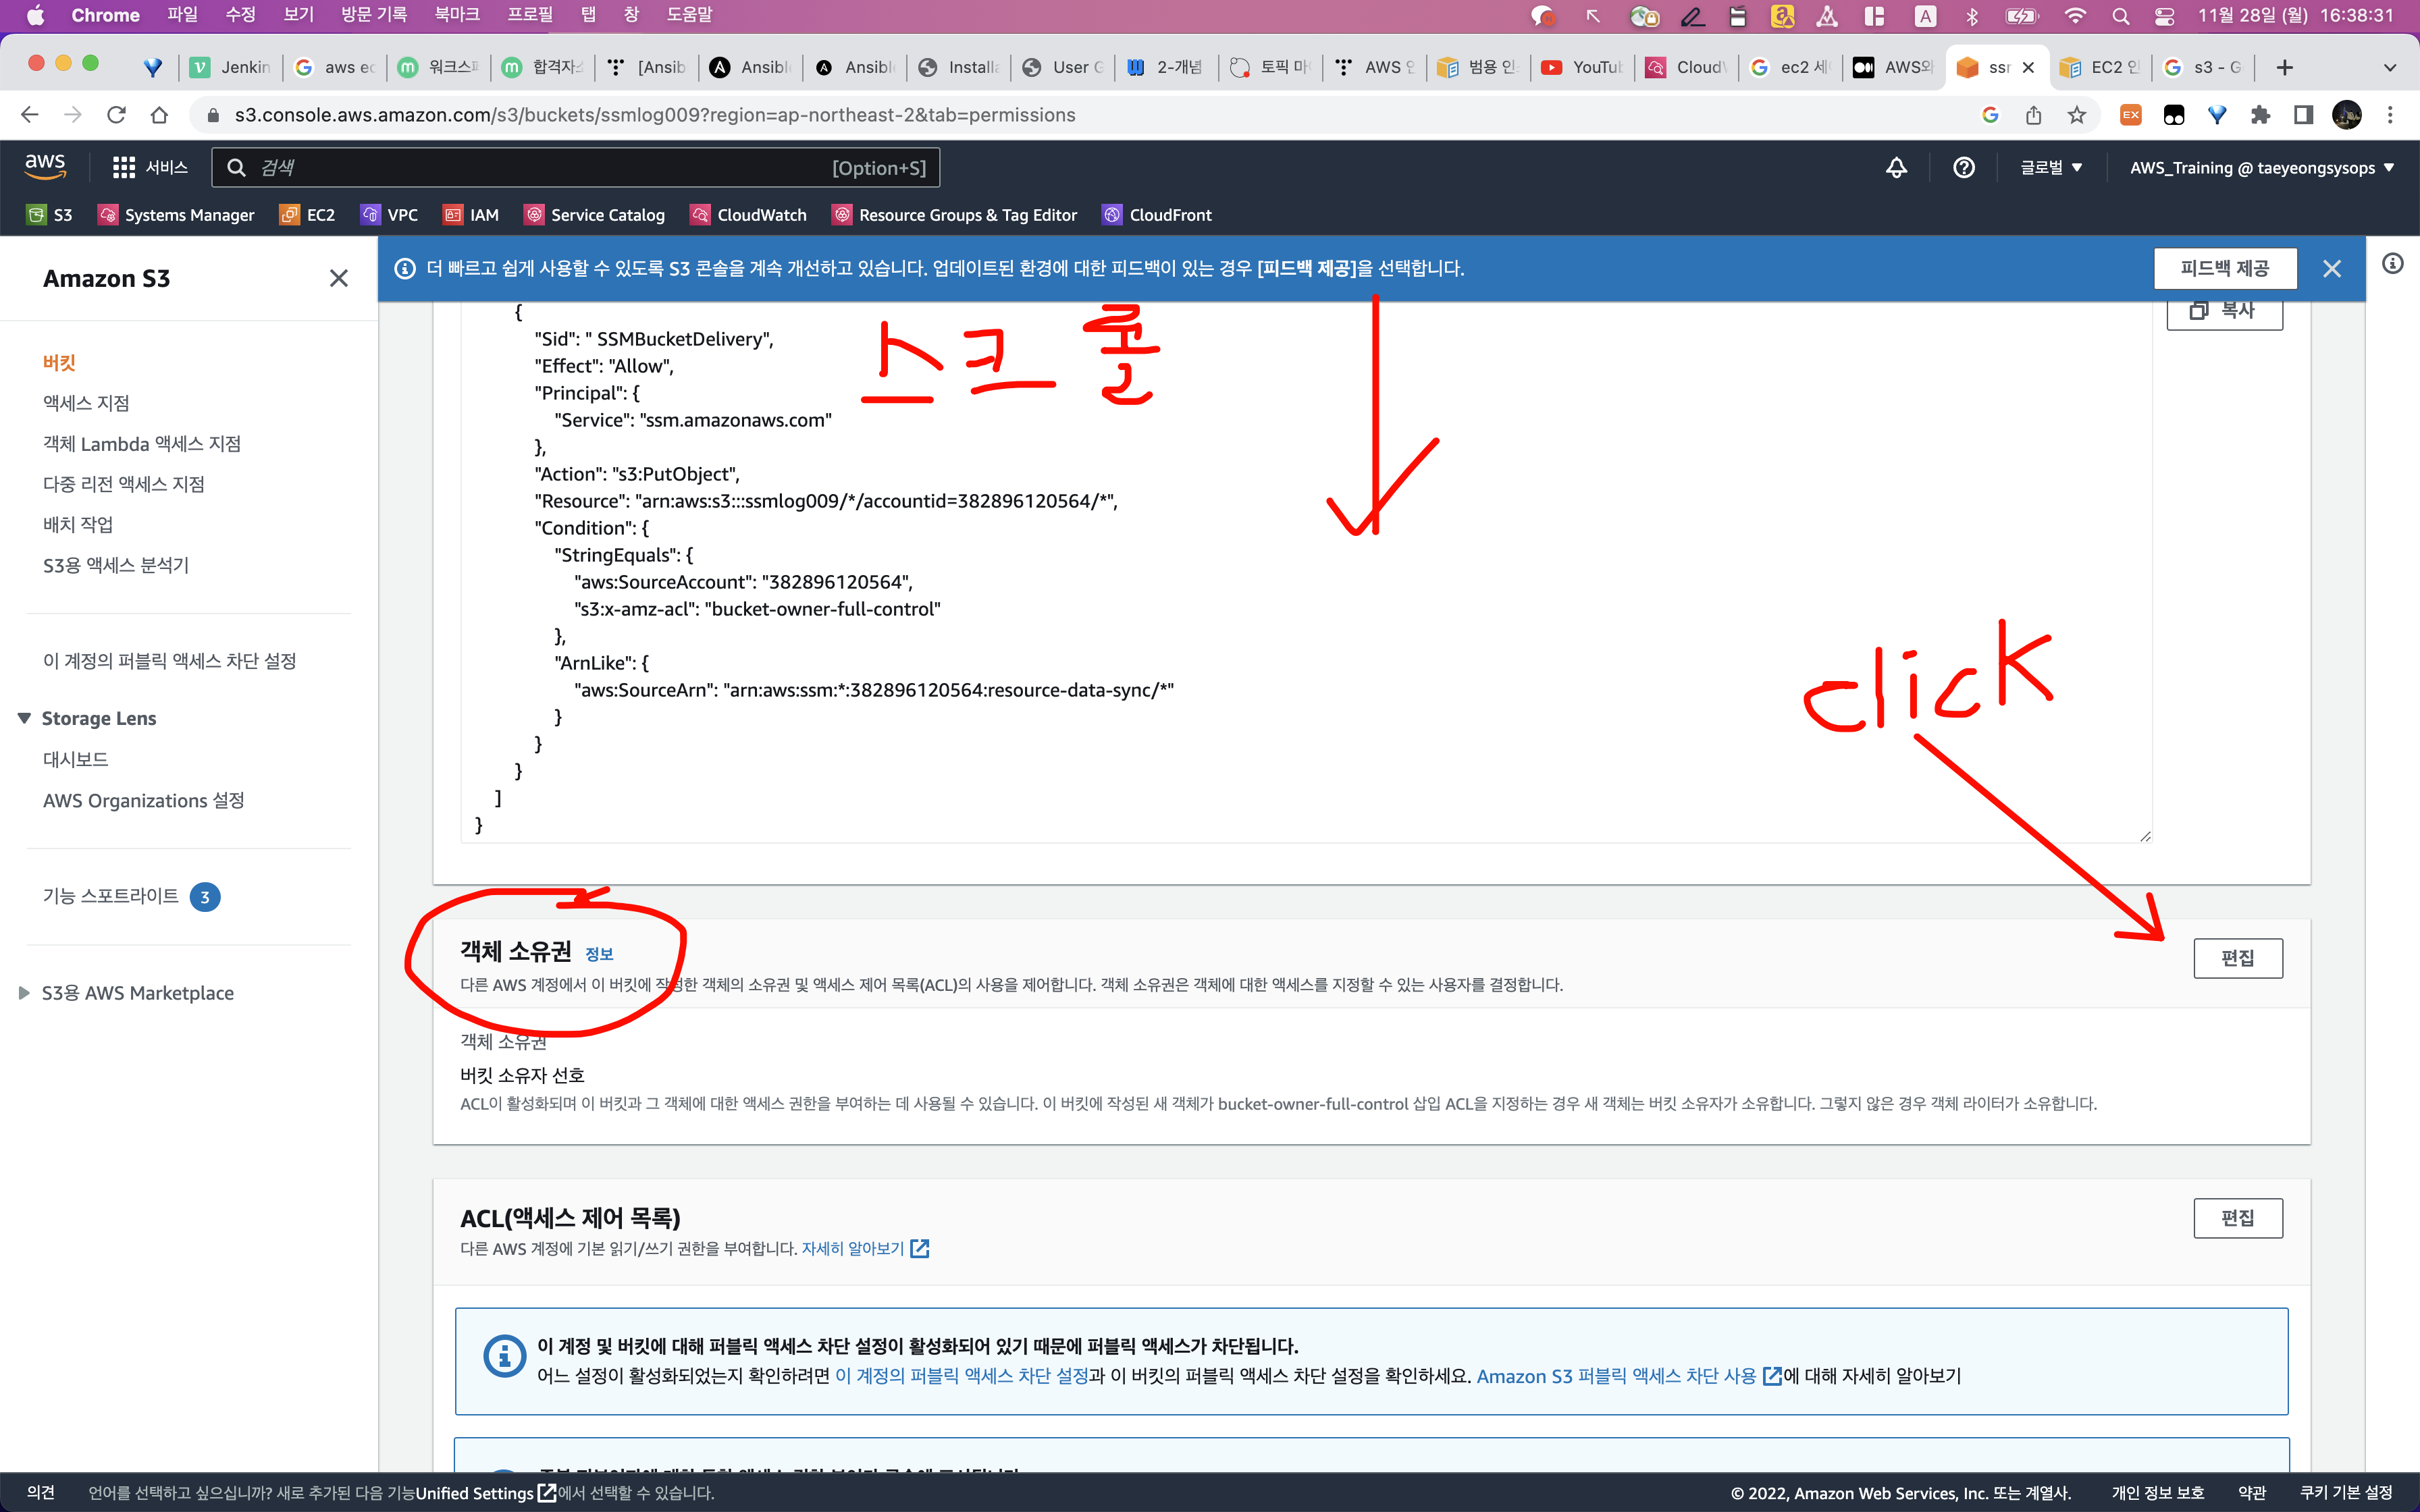 Chrome 파일 수정 보기 방문 기록 북마크 프로필 탭 창 도움말 11월 28일 (월) 16:38:31
Jenkin aws ec 워크스파 합격자소 [Ansib Ansibl Ansibl Installa User G 2-개념 토픽 마 AWS 인 범용 인 YouTub CloudW ec2 세 AWS와 ssr EC2 인 s3 - G
s3.console.aws.amazon.com/s3/buckets/ssmlog009?region=ap-northeast-2&tab=permissions
aws 서비스 검색 [Option+S] 글로벌 AWS_Training @ taeyeongsysops
S3 Systems Manager EC2 VPC IAM Service Catalog CloudWatch Resource Groups & Tag Editor CloudFront
Amazon S3
더 빠르고 쉽게 사용할 수 있도록 S3 콘솔을 계속 개선하고 있습니다. 업데이트된 환경에 대한 피드백이 있는 경우 [피드백 제공]을 선택합니다.
피드백 제공
버킷
액세스 지점
객체 Lambda 액세스 지점
다중 리전 액세스 지점
배치 작업
S3용 액세스 분석기
이 계정의 퍼블릭 액세스 차단 설정
Storage Lens
대시보드
AWS Organizations 설정
기능 스포트라이트 3
S3용 AWS Marketplace
복사
{
"Sid": " SSMBucketDelivery",
"Effect": "Allow",
"Principal": {
"Service": "ssm.amazonaws.com"
},
"Action": "s3:PutObject",
"Resource": "arn:aws:s3:::ssmlog009/*/accountid=382896120564/*",
"Condition": {
"StringEquals": {
"aws:SourceAccount": "382896120564",
"s3:x-amz-acl": "bucket-owner-full-control"
},
"ArnLike": {
"aws:SourceArn": "arn:aws:ssm:*:382896120564:resource-data-sync/*"
}
}
}
]
}
스크롤
click
객체 소유권 정보
편집
다른 AWS 계정에서 이 버킷에 작성한 객체의 소유권 및 액세스 제어 목록(ACL)의 사용을 제어합니다. 객체 소유권은 객체에 대한 액세스를 지정할 수 있는 사용자를 결정합니다.
객체 소유권
버킷 소유자 선호
ACL이 활성화되며 이 버킷과 그 객체에 대한 액세스 권한을 부여하는 데 사용될 수 있습니다. 이 버킷에 작성된 새 객체가 bucket-owner-full-control 삽입 ACL을 지정하는 경우 새 객체는 버킷 소유자가 소유합니다. 그렇지 않은 경우 객체 라이터가 소유합니다.
ACL(액세스 제어 목록)
편집
다른 AWS 계정에 기본 읽기/쓰기 권한을 부여합니다. 자세히 알아보기
이 계정 및 버킷에 대해 퍼블릭 액세스 차단 설정이 활성화되어 있기 때문에 퍼블릭 액세스가 차단됩니다.
어느 설정이 활성화되었는지 확인하려면 이 계정의 퍼블릭 액세스 차단 설정과 이 버킷의 퍼블릭 액세스 차단 설정을 확인하세요. Amazon S3 퍼블릭 액세스 차단 사용에 대해 자세히 알아보기
의견 언어를 선택하고 싶으십니까? 새로 추가된 다음 기능Unified Settings에서 선택할 수 있습니다. © 2022, Amazon Web Services, Inc. 또는 계열사. 개인 정보 보호 약관 쿠키 기본 설정